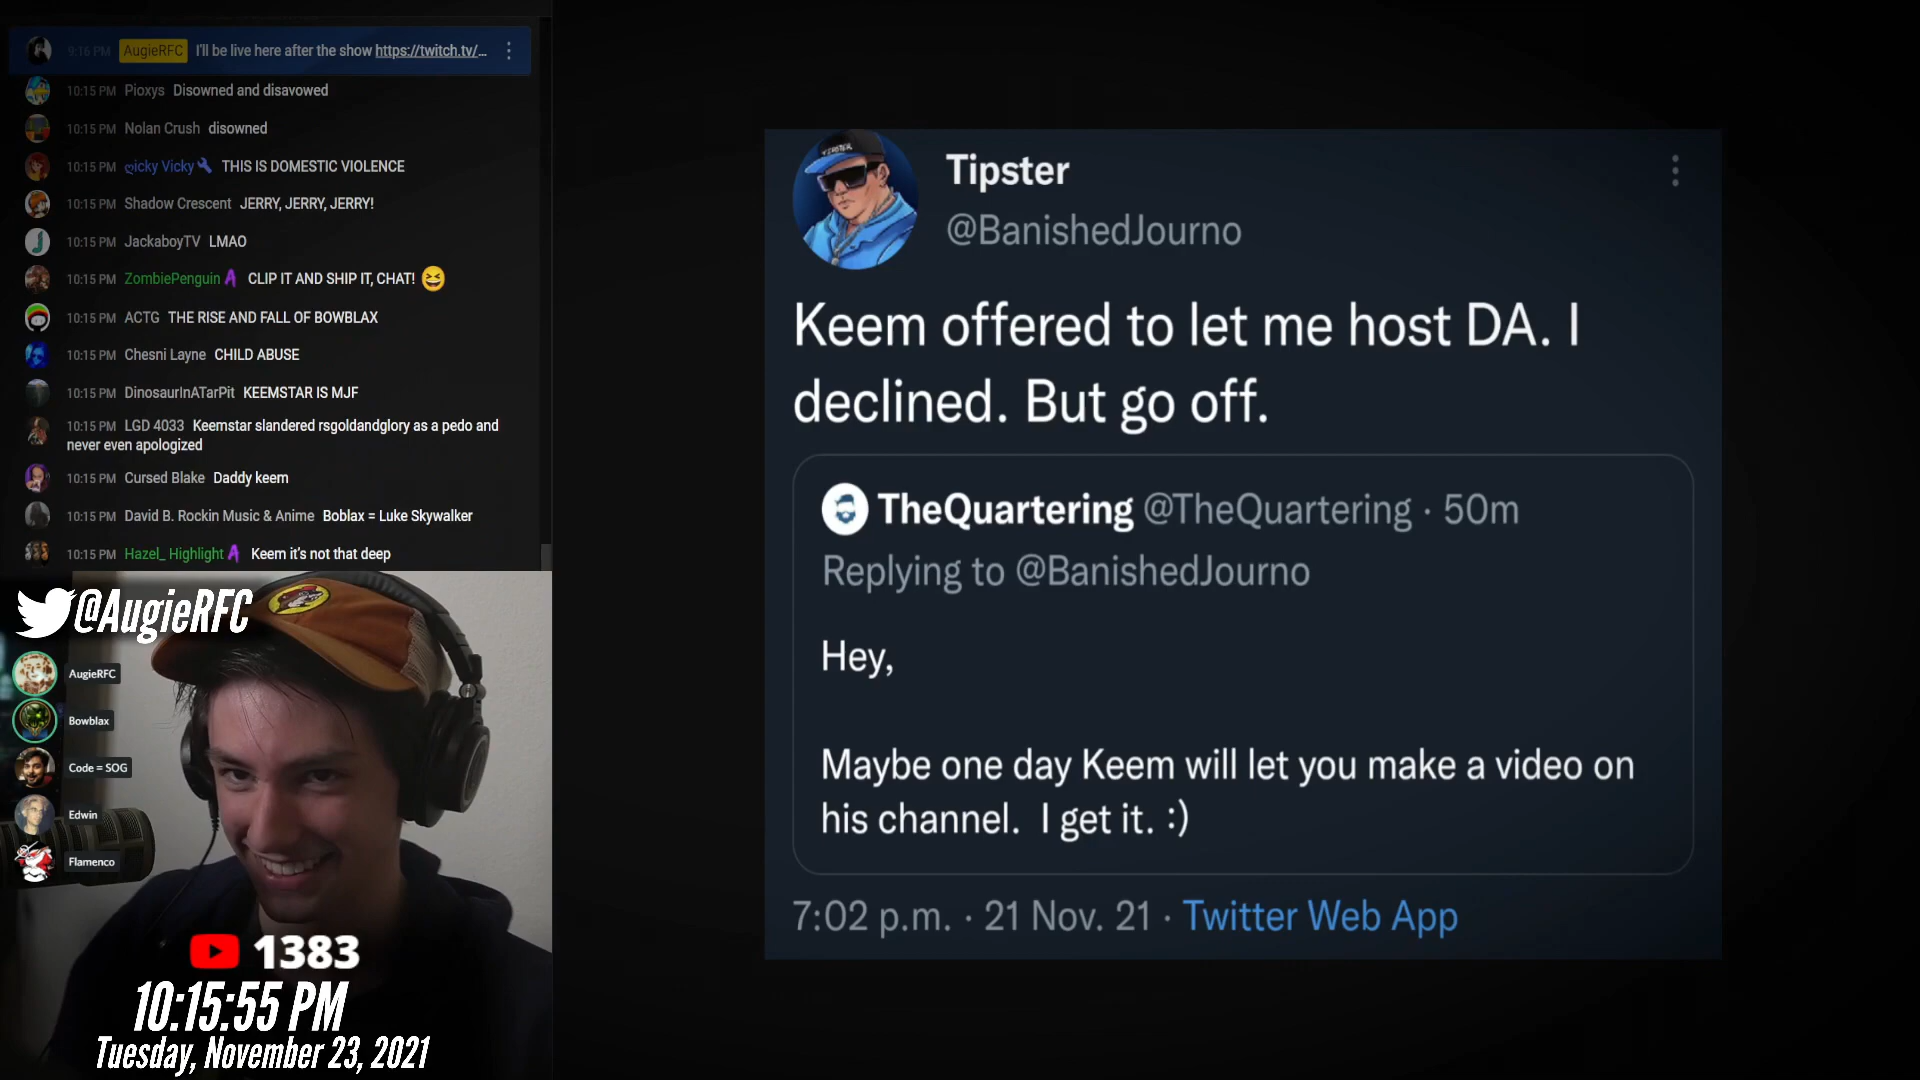 9:16 PM AugieRFC I'll be live here after the show https://twitch.tv/...
10:15 PM Pioxys Disowned and disavowed
10:15 PM Nolan Crush disowned
10:15 PM ღicky Vicky THIS IS DOMESTIC VIOLENCE
10:15 PM Shadow Crescent JERRY, JERRY, JERRY!
10:15 PM JackaboyTV LMAO
10:15 PM ZombiePenguin CLIP IT AND SHIP IT, CHAT! 😆
10:15 PM ACTG THE RISE AND FALL OF BOWBLAX
10:15 PM Chesni Layne CHILD ABUSE
10:15 PM DinosaurInATarPit KEEMSTAR IS MJF
10:15 PM LGD 4033 Keemstar slandered rsgoldandglory as a pedo and
never even apologized
10:15 PM Cursed Blake Daddy keem
10:15 PM David B. Rockin Music & Anime Boblax = Luke Skywalker
10:15 PM Hazel_ Highlight Keem it's not that deep
@AugieRFC
AugieRFC
Bowblax
Code = SOG
Edwin
Flamenco
1383
10:15:55 PM
Tuesday, November 23, 2021
Tipster
@BanishedJourno
Keem offered to let me host DA. I
declined. But go off.
TheQuartering @TheQuartering · 50m
Replying to @BanishedJourno
Hey,
Maybe one day Keem will let you make a video on
his channel. I get it. :)
7:02 p.m. · 21 Nov. 21 · Twitter Web App